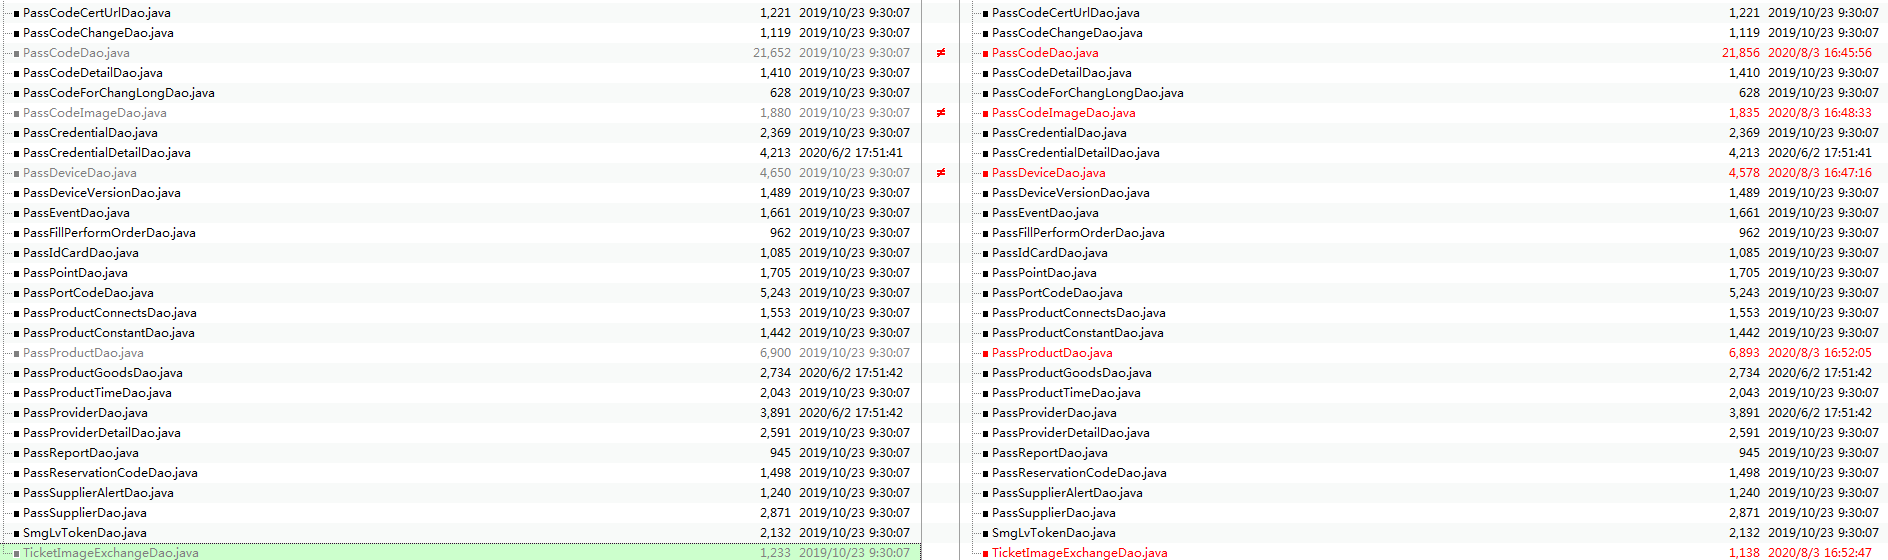 PassCodeCertUrlDao.java 1,221 2019/10/23 9:30:07 PassCodeCertUrlDao.java 1,221 2019/10/23 9:30:07
PassCodeChangeDao.java 1,119 2019/10/23 9:30:07 PassCodeChangeDao.java 1,119 2019/10/23 9:30:07
PassCodeDao.java 21,652 2019/10/23 9:30:07 ≠ PassCodeDao.java 21,856 2020/8/3 16:45:56
PassCodeDetailDao.java 1,410 2019/10/23 9:30:07 PassCodeDetailDao.java 1,410 2019/10/23 9:30:07
PassCodeForChangLongDao.java 628 2019/10/23 9:30:07 PassCodeForChangLongDao.java 628 2019/10/23 9:30:07
PassCodeImageDao.java 1,880 2019/10/23 9:30:07 ≠ PassCodeImageDao.java 1,835 2020/8/3 16:48:33
PassCredentialDao.java 2,369 2019/10/23 9:30:07 PassCredentialDao.java 2,369 2019/10/23 9:30:07
PassCredentialDetailDao.java 4,213 2020/6/2 17:51:41 PassCredentialDetailDao.java 4,213 2020/6/2 17:51:41
PassDeviceDao.java 4,650 2019/10/23 9:30:07 ≠ PassDeviceDao.java 4,578 2020/8/3 16:47:16
PassDeviceVersionDao.java 1,489 2019/10/23 9:30:07 PassDeviceVersionDao.java 1,489 2019/10/23 9:30:07
PassEventDao.java 1,661 2019/10/23 9:30:07 PassEventDao.java 1,661 2019/10/23 9:30:07
PassFillPerformOrderDao.java 962 2019/10/23 9:30:07 PassFillPerformOrderDao.java 962 2019/10/23 9:30:07
PassIdCardDao.java 1,085 2019/10/23 9:30:07 PassIdCardDao.java 1,085 2019/10/23 9:30:07
PassPointDao.java 1,705 2019/10/23 9:30:07 PassPointDao.java 1,705 2019/10/23 9:30:07
PassPortCodeDao.java 5,243 2019/10/23 9:30:07 PassPortCodeDao.java 5,243 2019/10/23 9:30:07
PassProductConnectsDao.java 1,553 2019/10/23 9:30:07 PassProductConnectsDao.java 1,553 2019/10/23 9:30:07
PassProductConstantDao.java 1,442 2019/10/23 9:30:07 PassProductConstantDao.java 1,442 2019/10/23 9:30:07
PassProductDao.java 6,900 2019/10/23 9:30:07 PassProductDao.java 6,893 2020/8/3 16:52:05
PassProductGoodsDao.java 2,734 2020/6/2 17:51:42 PassProductGoodsDao.java 2,734 2020/6/2 17:51:42
PassProductTimeDao.java 2,043 2019/10/23 9:30:07 PassProductTimeDao.java 2,043 2019/10/23 9:30:07
PassProviderDao.java 3,891 2020/6/2 17:51:42 PassProviderDao.java 3,891 2020/6/2 17:51:42
PassProviderDetailDao.java 2,591 2019/10/23 9:30:07 PassProviderDetailDao.java 2,591 2019/10/23 9:30:07
PassReportDao.java 945 2019/10/23 9:30:07 PassReportDao.java 945 2019/10/23 9:30:07
PassReservationCodeDao.java 1,498 2019/10/23 9:30:07 PassReservationCodeDao.java 1,498 2019/10/23 9:30:07
PassSupplierAlertDao.java 1,240 2019/10/23 9:30:07 PassSupplierAlertDao.java 1,240 2019/10/23 9:30:07
PassSupplierDao.java 2,871 2019/10/23 9:30:07 PassSupplierDao.java 2,871 2019/10/23 9:30:07
SmgLvTokenDao.java 2,132 2019/10/23 9:30:07 SmgLvTokenDao.java 2,132 2019/10/23 9:30:07
TicketImageExchangeDao.java 1,233 2019/10/23 9:30:07 TicketImageExchangeDao.java 1,138 2020/8/3 16:52:47